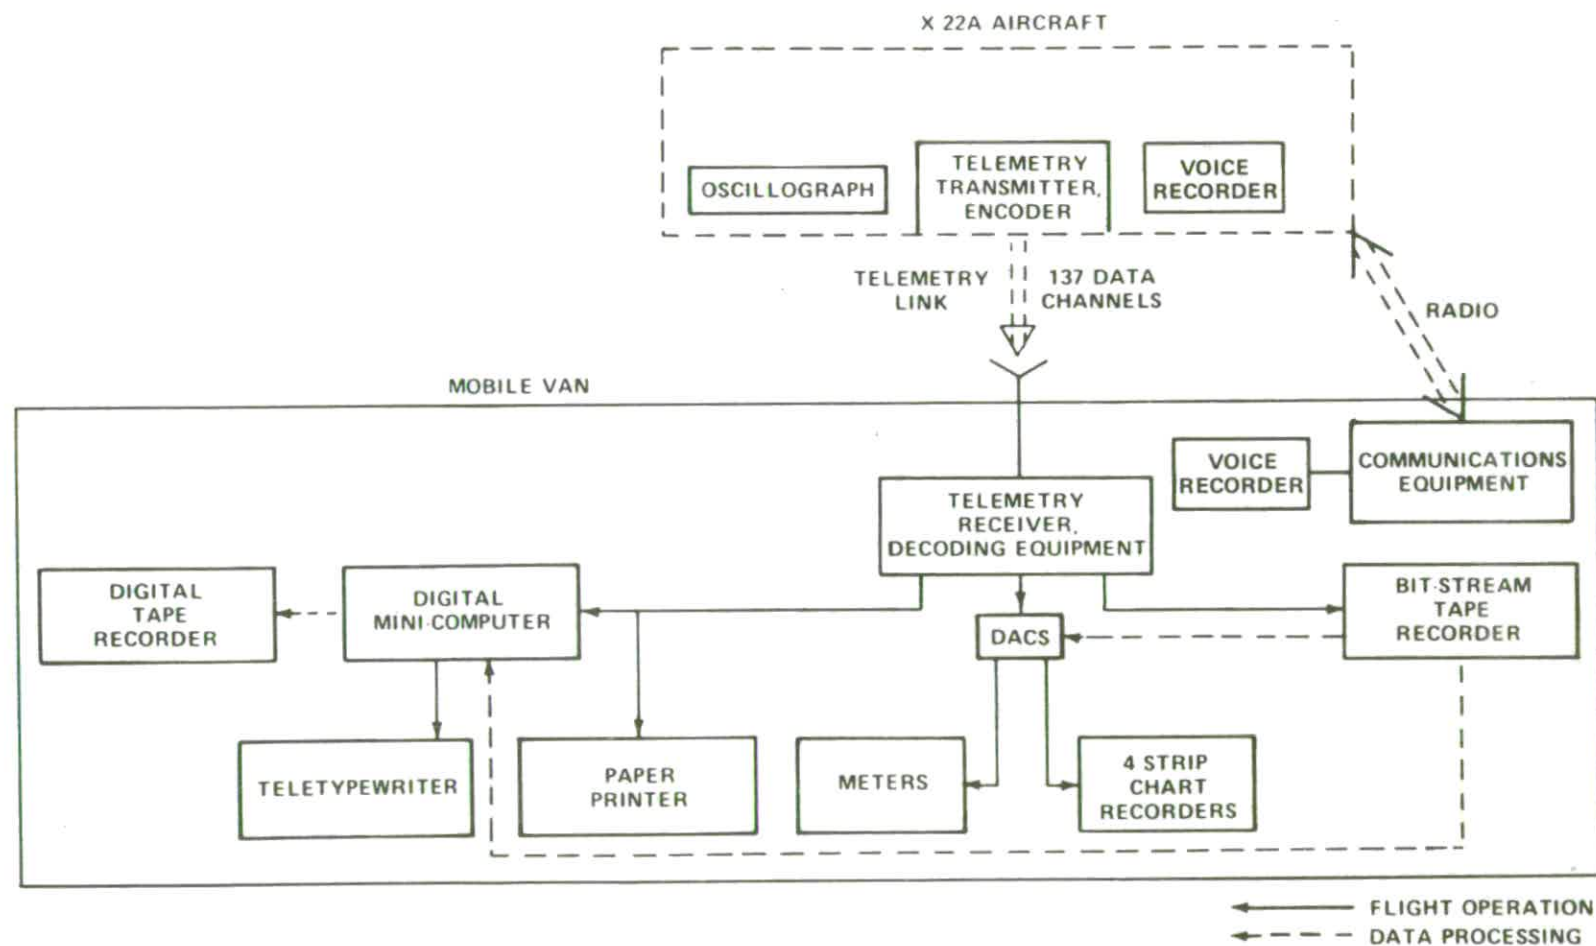 X 22A AIRCRAFT
OSCILLOGRAPH
TELEMETRY
TRANSMITTER,
ENCODER
VOICE
RECORDER
TELEMETRY
LINK
137 DATA
CHANNELS
RADIO
MOBILE VAN
VOICE
RECORDER
COMMUNICATIONS
EQUIPMENT
TELEMETRY
RECEIVER,
DECODING EQUIPMENT
DIGITAL
TAPE
RECORDER
DIGITAL
MINI-COMPUTER
DACS
BIT-STREAM
TAPE
RECORDER
TELETYPEWRITER
PAPER
PRINTER
METERS
4 STRIP
CHART
RECORDERS
FLIGHT OPERATION
DATA PROCESSING